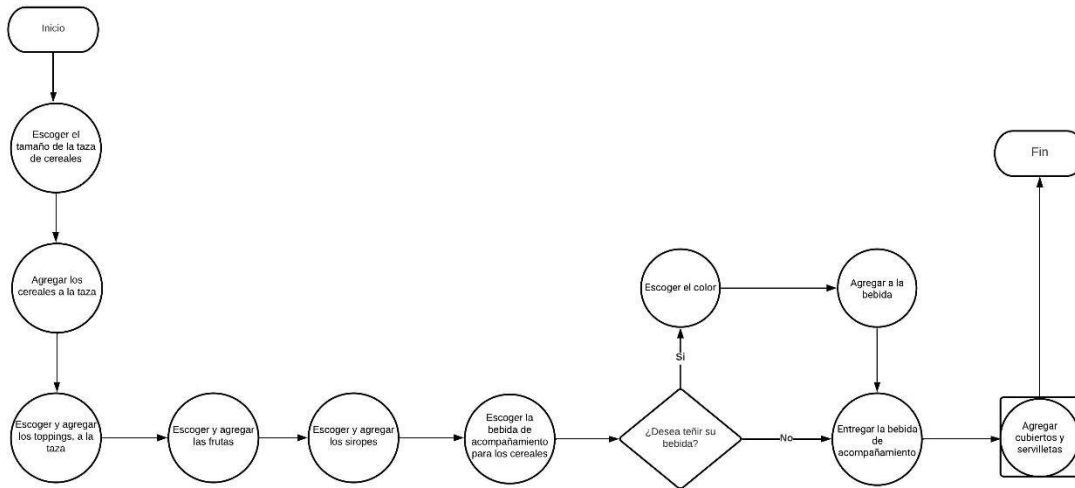 Inicio
Escoger el
tamaño de la taza
de cereales
Agregar los
cereales a la taza
Escoger y agregar
los toppings, a la
taza
Escoger y agregar
las frutas
Escoger y agregar
los siropes
Escoger la
bebida de
acompañamiento
para los cereales
¿Desea teñir su
bebida?
Si
Escoger el color
Agregar a la
bebida
No
Entregar la bebida
de
acompañamiento
Agregar
cubiertos y
servilletas
Fin